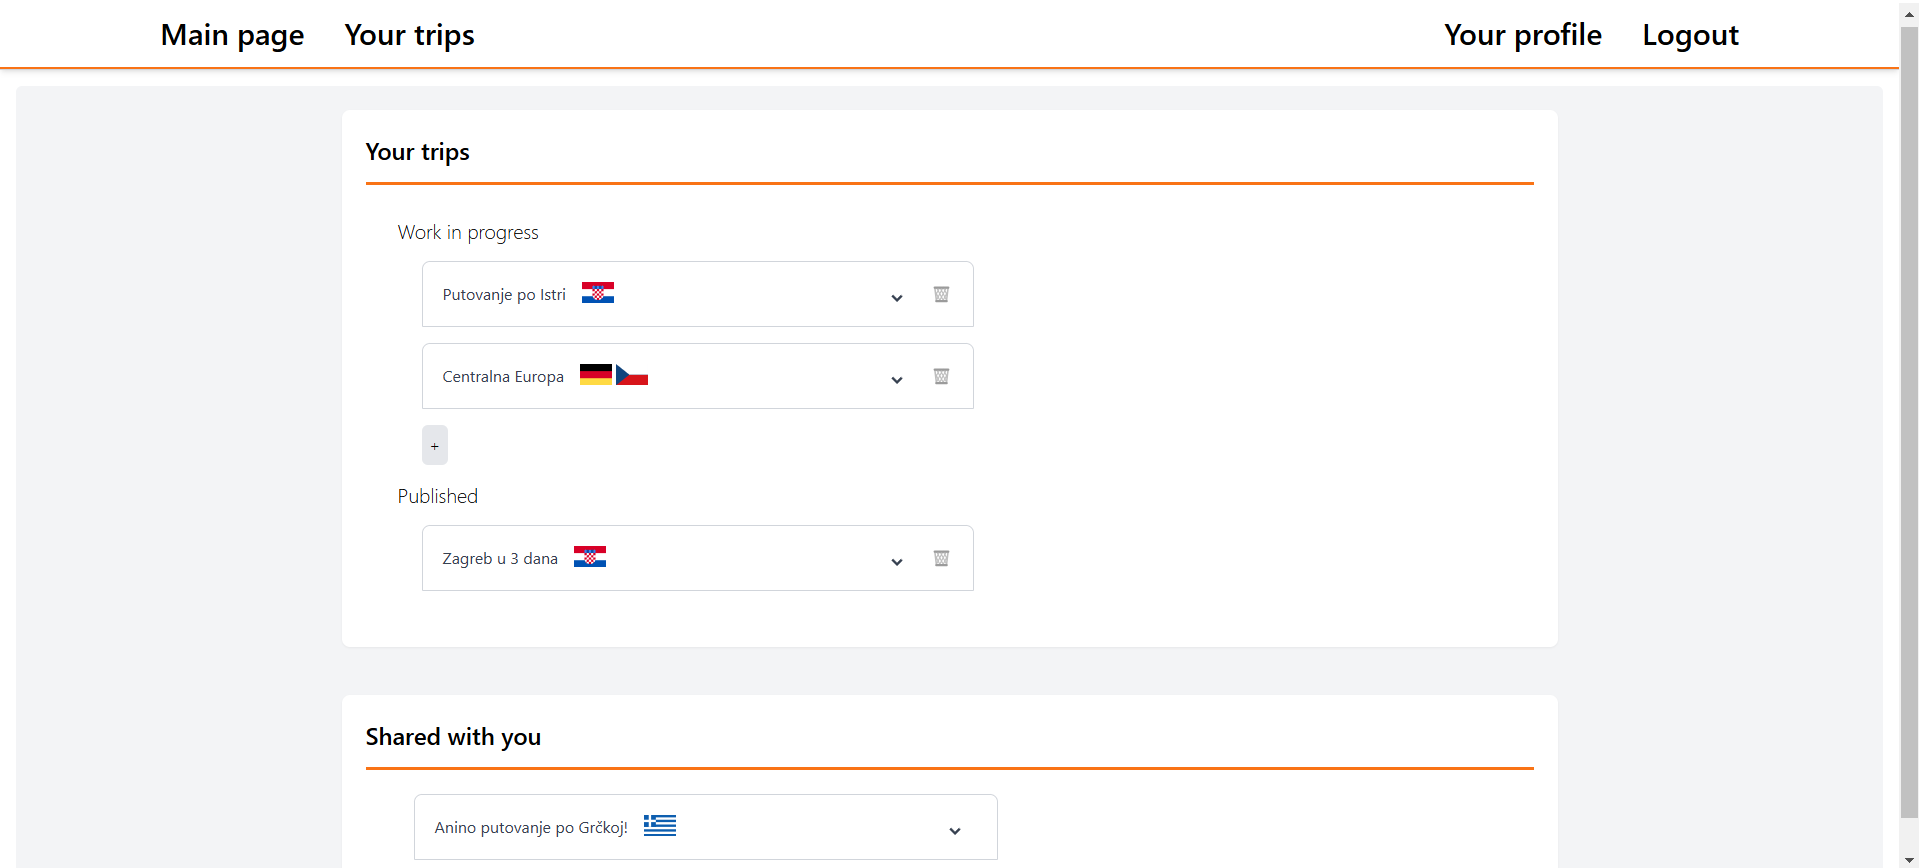 Main page
Your trips
Your profile
Logout
Your trips
Work in progress
Putovanje po Istri
Centralna Europa
+
Published
Zagreb u 3 dana
Shared with you
Anino putovanje po Grčkoj!